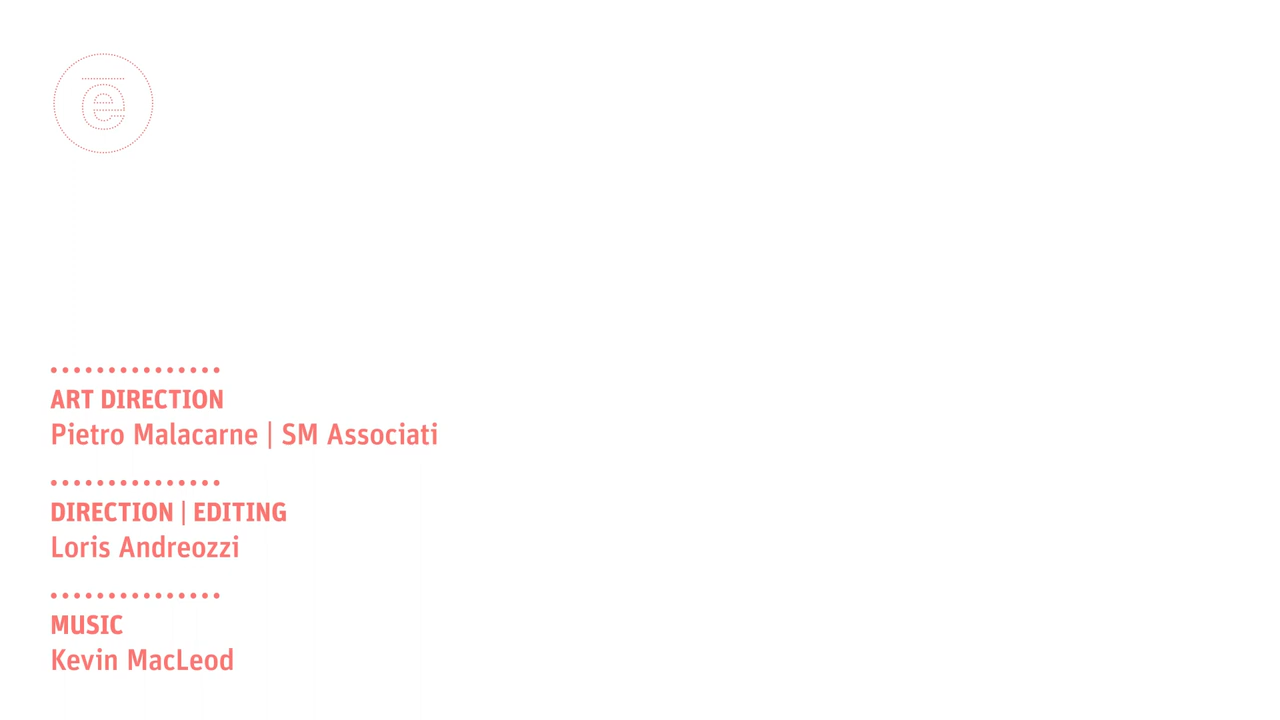 ē
ART DIRECTION
Pietro Malacarne | SM Associati
DIRECTION | EDITING
Loris Andreozzi
MUSIC
Kevin MacLeod